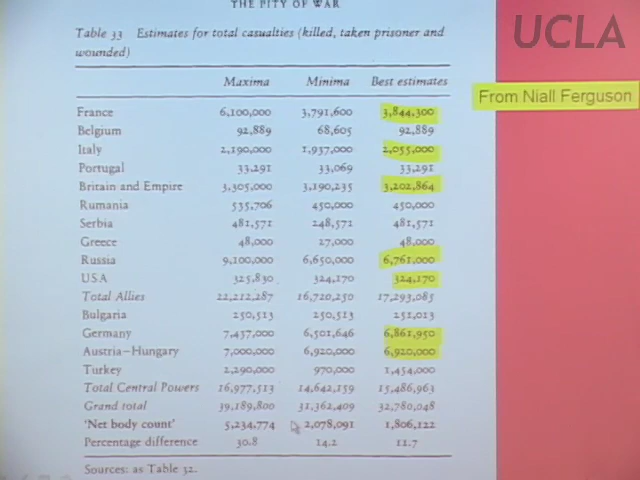 THE PITY OF WAR
UCLA
Table 33 Estimates for total casualties (killed, taken prisoner and
wounded)
Maxima Minima Best estimates
From Niall Ferguson
France 6,100,000 3,791,600 3,844,300
Belgium 92,889 68,605 92,889
Italy 2,190,000 1,937,000 2,055,000
Portugal 33,291 33,069 33,291
Britain and Empire 3,305,000 3,190,235 3,202,864
Rumania 535,706 450,000 450,000
Serbia 481,571 248,571 481,571
Greece 48,000 27,000 48,000
Russia 9,100,000 6,650,000 6,761,000
USA 325,830 324,170 324,170
Total Allies 22,212,287 16,720,250 17,293,085
Bulgaria 250,513 250,513 251,013
Germany 7,437,000 6,501,646 6,861,950
Austria–Hungary 7,000,000 6,920,000 6,920,000
Turkey 2,290,000 970,000 1,454,000
Total Central Powers 16,977,513 14,642,159 15,486,963
Grand total 39,189,800 31,362,409 32,780,048
'Net body count' 5,234,774 2,078,091 1,806,122
Percentage difference 30.8 14.2 11.7
Sources: as Table 32.